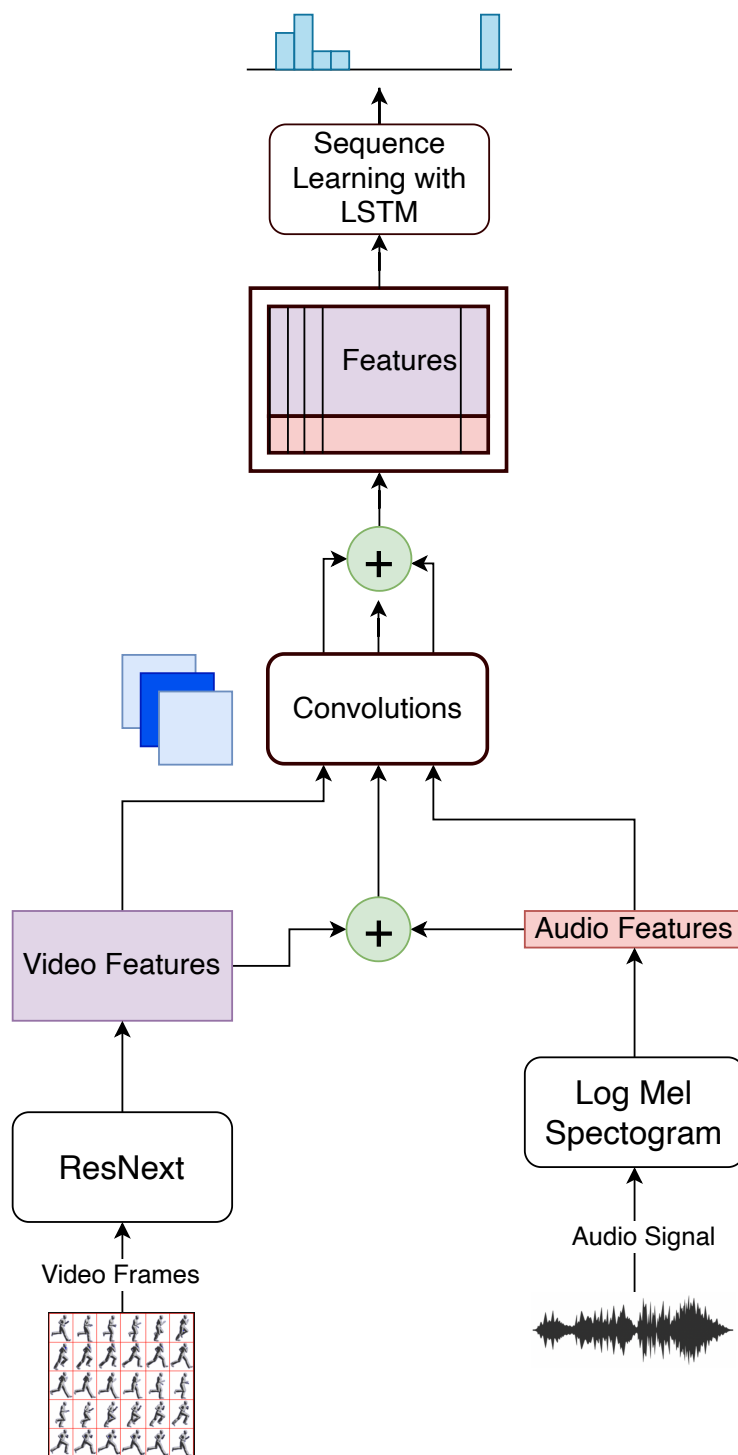 Sequence
Learning with
LSTM
Features
+
Convolutions
+
Video Features
Audio Features
ResNext
Log Mel
Spectogram
Video Frames
Audio Signal